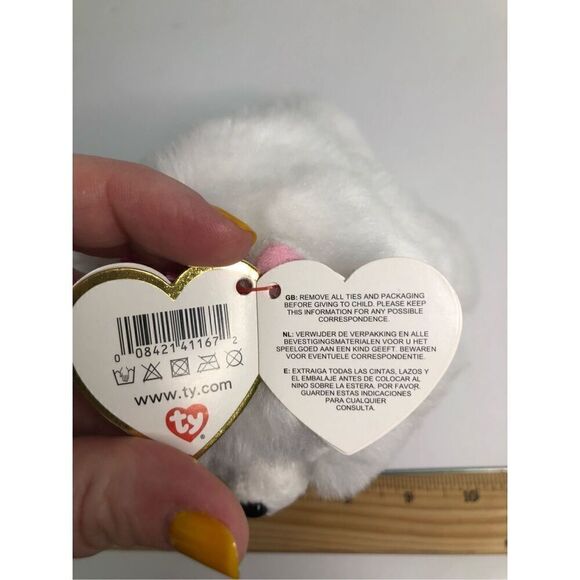 0 08421 41167 2
www.ty.com
ty®
GB: REMOVE ALL TIES AND PACKAGING
BEFORE GIVING TO CHILD. PLEASE KEEP
THIS INFORMATION FOR ANY POSSIBLE
CORRESPONDENCE.
NL: VERWIJDER DE VERPAKKING EN ALLE
BEVESTIGINGSMATERIALEN VOOR U HET
SPEELGOED AAN EEN KIND GEEFT. BEWAREN
VOOR EVENTUELE CORRESPONDENTIE.
E: EXTRAIGA TODAS LAS CINTAS, LAZOS Y
EL EMBALAJE ANTES DE COLOCAR AL
NINO SOBRE LA ESTERA. POR FAVOR,
GUARDEN ESTAS INDICACIONES
PARA CUALQUIER
CONSULTA.
9 10